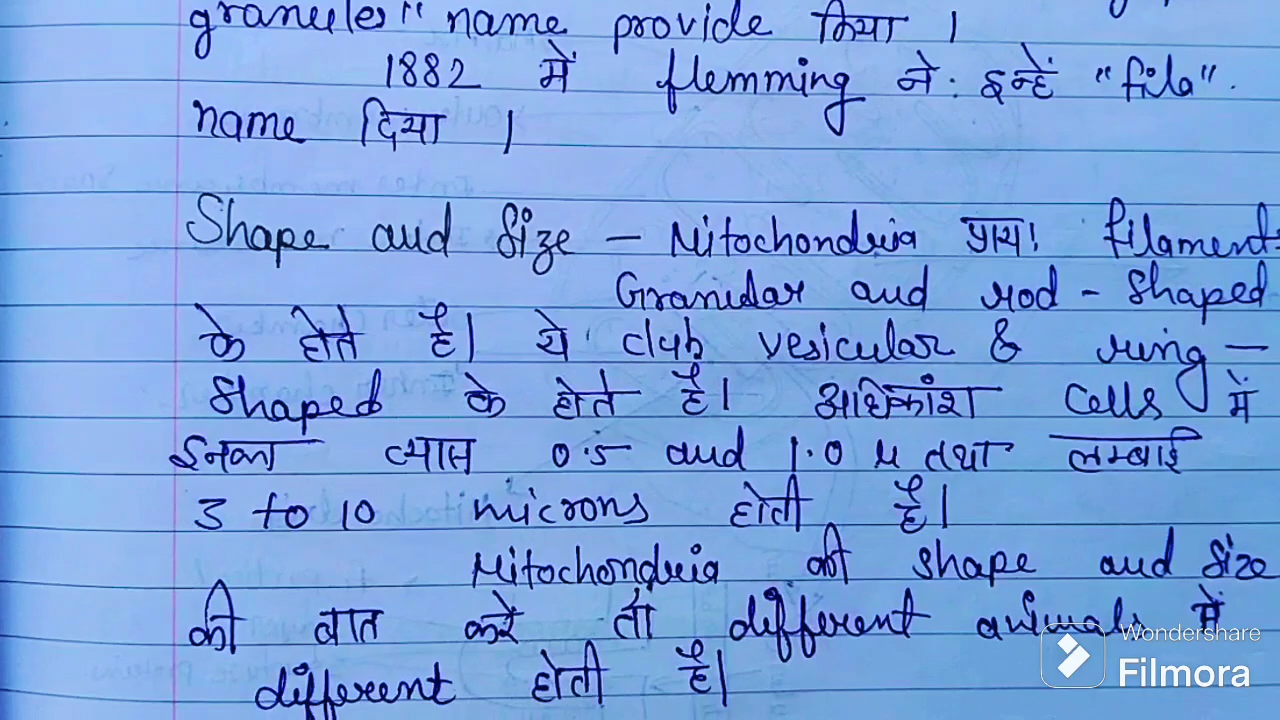 granules" name provide किया ।
1882 में flemming ने इन्हें "fila".
name दिया ।
Shape and Size – Mitochondria प्राय: filament-
Granular and rod - shaped
के होते है। ये club vesicular & ring –
Shaped के होते है। अधिकांश cells में
इनका व्यास 0.5 and 1.0 μ तथा लम्बाई
3 to 10 microns होती है।
Mitochondria की shape and size
की बात करे तो different animals में
different होती है।
Wondershare
Filmora